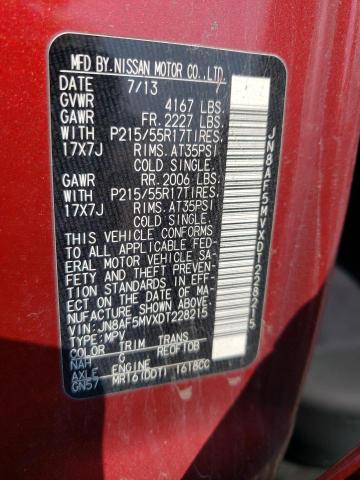 MFD BY NISSAN MOTOR CO., LTD.
DATE 7/13
GVWR 4167 LBS.
GAWR FR. 2227 LBS.
WITH P215/55R17TIRES,
17X7J RIMS. AT35PSI
COLD SINGLE.
GAWR RR. 2006 LBS.
WITH P215/55R17TIRES,
17X7J RIMS. AT35PSI
COLD SINGLE.
THIS VEHICLE CONFORMS
TO ALL APPLICABLE FED-
ERAL MOTOR VEHICLE SA-
FETY AND THEFT PREVEN-
TION STANDARDS IN EFF-
ECT ON THE DATE OF MA-
NUFACTURE SHOWN ABOVE.
VIN: JN8AF5MVXDT228215
TYPE: MPV
COLOR TRIM TRANS
NAH G RE0F10B
AXLE ENGINE
GN57 MR16(DDT) 1618CC
JN8AF5MVXDT228215